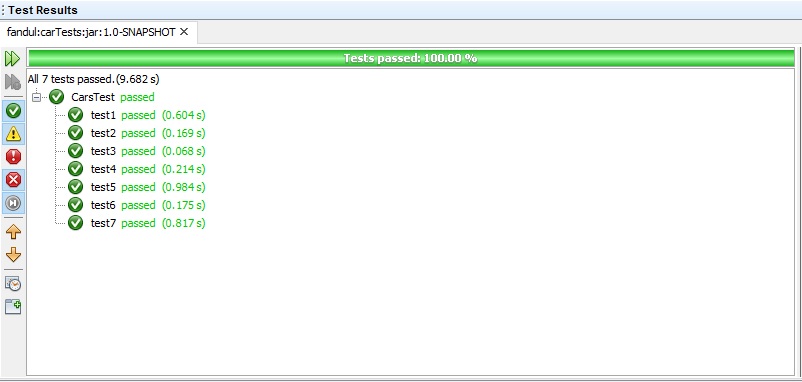 Test Results
fandul:carTests:jar:1.0-SNAPSHOT
Tests passed: 100.00 %
All 7 tests passed.(9.682 s)
CarsTest passed
test1 passed (0.604 s)
test2 passed (0.169 s)
test3 passed (0.068 s)
test4 passed (0.214 s)
test5 passed (0.984 s)
test6 passed (0.175 s)
test7 passed (0.817 s)